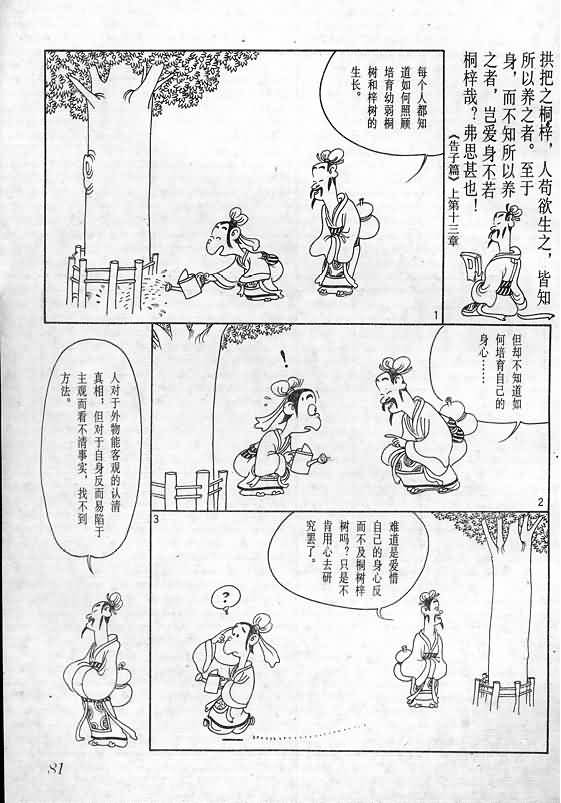 拱把之桐梓，人苟欲生之，皆知
所以养之者。至于
身，而不知所以养
之者，岂爱身不若
桐梓哉？弗思甚也！
《告子篇》上第十三章
每个人都知
道如何照顾
培育幼弱桐
树和梓树的
生长。
1
但却不知道如
何培育自己的
身心……
!
2
难道是爱惜
自己的身心反
而不及桐树梓
树吗？只是不
肯用心去研
究罢了。
?
3
人对于外物能客观的认清
真相；但对于自身反而易陷于
主观而看不清事实，找不到
方法。
81